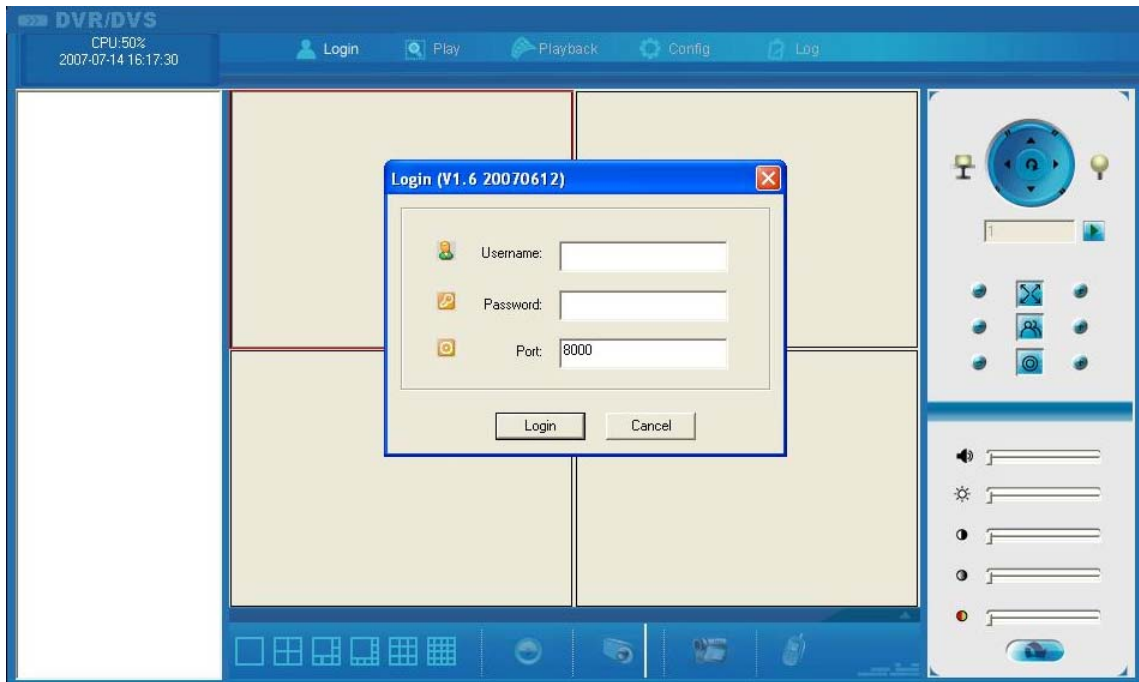 DVR/DVS
CPU:50%
2007-07-14 16:17:30
Login
Play
Playback
Config
Log
Login (V1.6 20070612)
Username:
Password:
Port: 8000
Login
Cancel
1